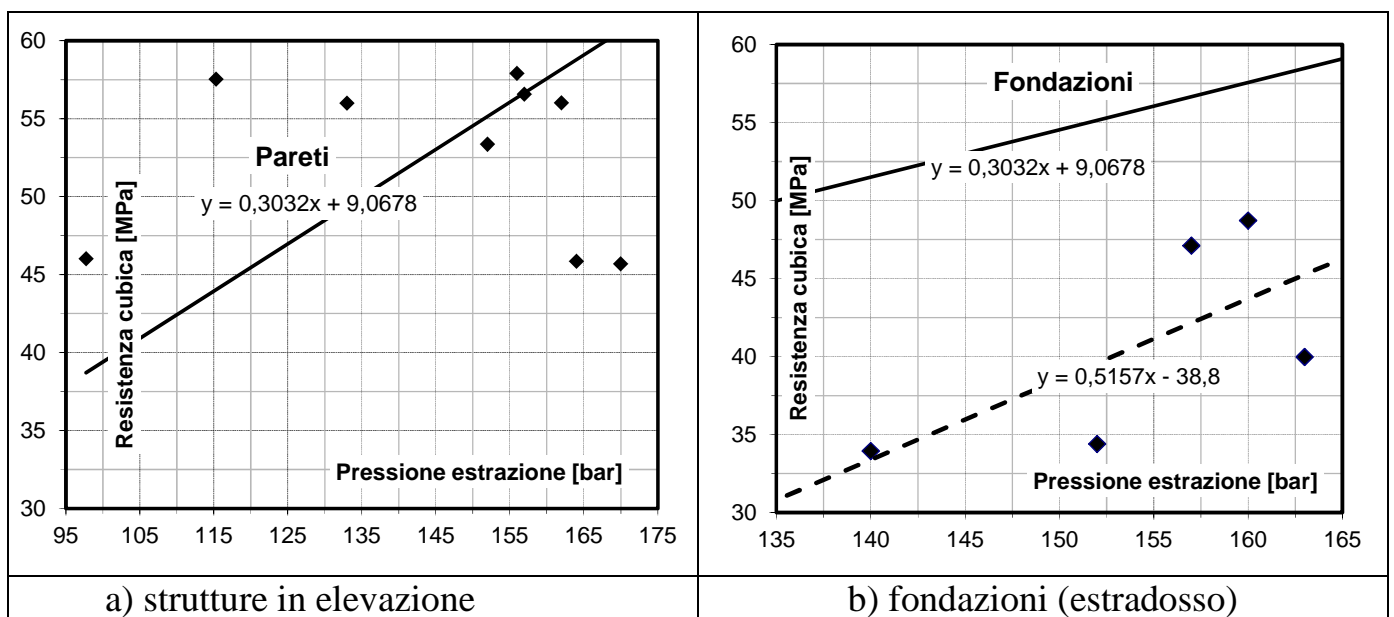 60
55
50
45
40
35
30
Resistenza cubica [MPa]
Pareti
y = 0,3032x + 9,0678
Pressione estrazione [bar]
95 105 115 125 135 145 155 165 175
60
55
50
45
40
35
30
Resistenza cubica [MPa]
Fondazioni
y = 0,3032x + 9,0678
y = 0,5157x - 38,8
Pressione estrazione [bar]
135 140 145 150 155 160 165
a) strutture in elevazione
b) fondazioni (estradosso)